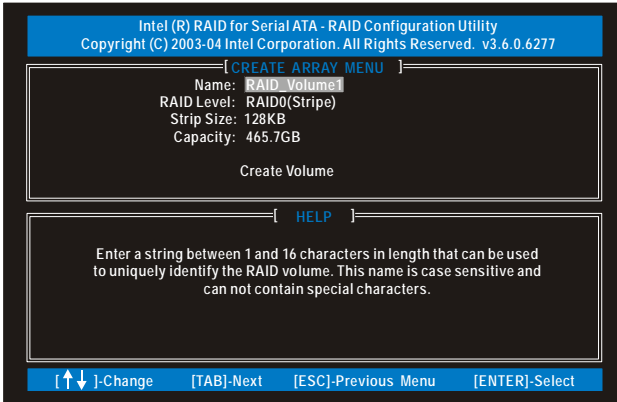 Intel (R) RAID for Serial ATA - RAID Configuration Utility
Copyright (C) 2003-04 Intel Corporation. All Rights Reserved. v3.6.0.6277
[ CREATE ARRAY MENU ]
Name: RAID_Volume1
RAID Level: RAID0(Stripe)
Strip Size: 128KB
Capacity: 465.7GB
Create Volume
[ HELP ]
Enter a string between 1 and 16 characters in length that can be used
to uniquely identify the RAID volume. This name is case sensitive and
can not contain special characters.
[↑↓]-Change [TAB]-Next [ESC]-Previous Menu [ENTER]-Select